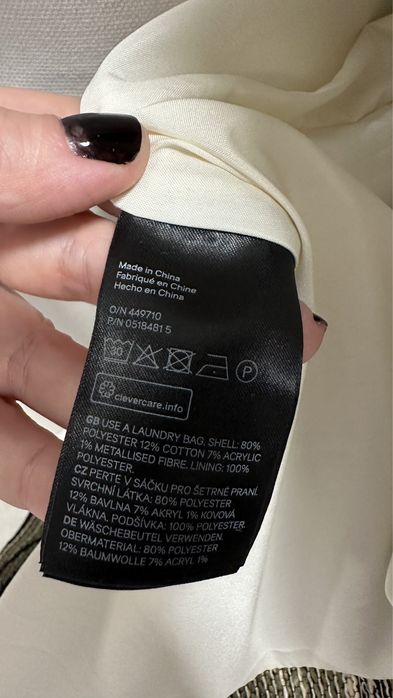 Made in China
Fabriqué en Chine
Hecho en China
O/N 449710
P/N 0518481 5
30
P
clevercare.info
GB USE A LAUNDRY BAG. SHELL: 80%
POLYESTER 12% COTTON 7% ACRYLIC
1% METALLISED FIBRE. LINING: 100%
POLYESTER.
CZ PERTE V SÁČKU PRO ŠETRNÉ PRANÍ.
SVRCHNÍ LÁTKA: 80% POLYESTER
12% BAVLNA 7% AKRYL 1% KOVOVÁ
VLÁKNA. PODŠÍVKA: 100% POLYESTER.
DE WÄSCHEBEUTEL VERWENDEN.
OBERMATERIAL: 80% POLYESTER
12% BAUMWOLLE 7% ACRYL 1%